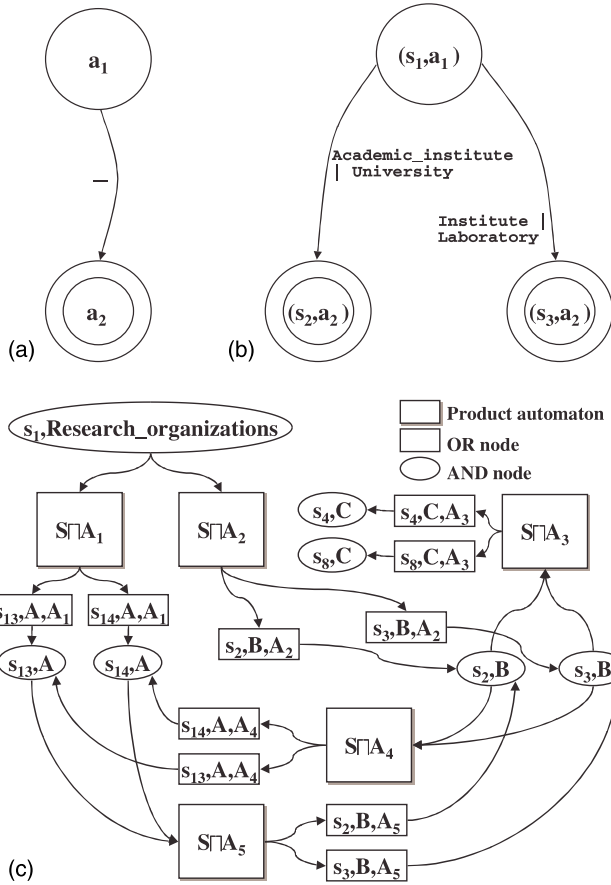 a₁
(s₁,a₁)
_
Academic_institute
| University
Institute |
Laboratory
a₂
(s₂,a₂)
(s₃,a₂)
(a)
(b)
s₁,Research_organizations
Product automaton
OR node
AND node
S⊓A₁
S⊓A₂
s₄,C
s₄,C,A₃
S⊓A₃
s₈,C
s₈,C,A₃
s₁₃,A,A₁
s₁₄,A,A₁
s₂,B,A₂
s₃,B,A₂
s₁₃,A
s₁₄,A
s₂,B
s₃,B
s₁₄,A,A₄
S⊓A₄
s₁₃,A,A₄
S⊓A₅
s₂,B,A₅
s₃,B,A₅
(c)